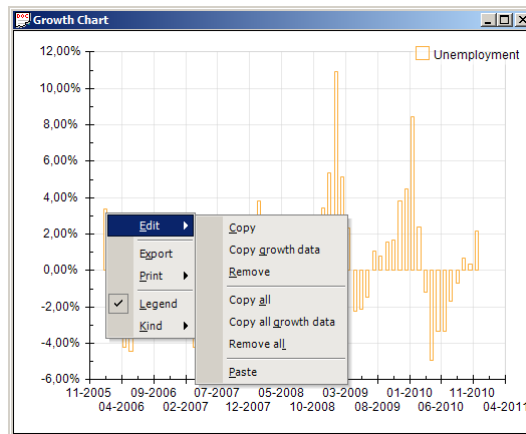 DOC
Growth Chart
12,00%
Unemployment
10,00%
8,00%
6,00%
4,00%
2,00%
0,00%
-2,00%
-4,00%
-6,00%
Edit
Export
Print
Legend
Kind
Copy
Copy growth data
Remove
Copy all
Copy all growth data
Remove all
Paste
11-2005 09-2006 07-2007 05-2008 03-2009 01-2010 11-2010
04-2006 02-2007 12-2007 10-2008 08-2009 06-2010 04-2011